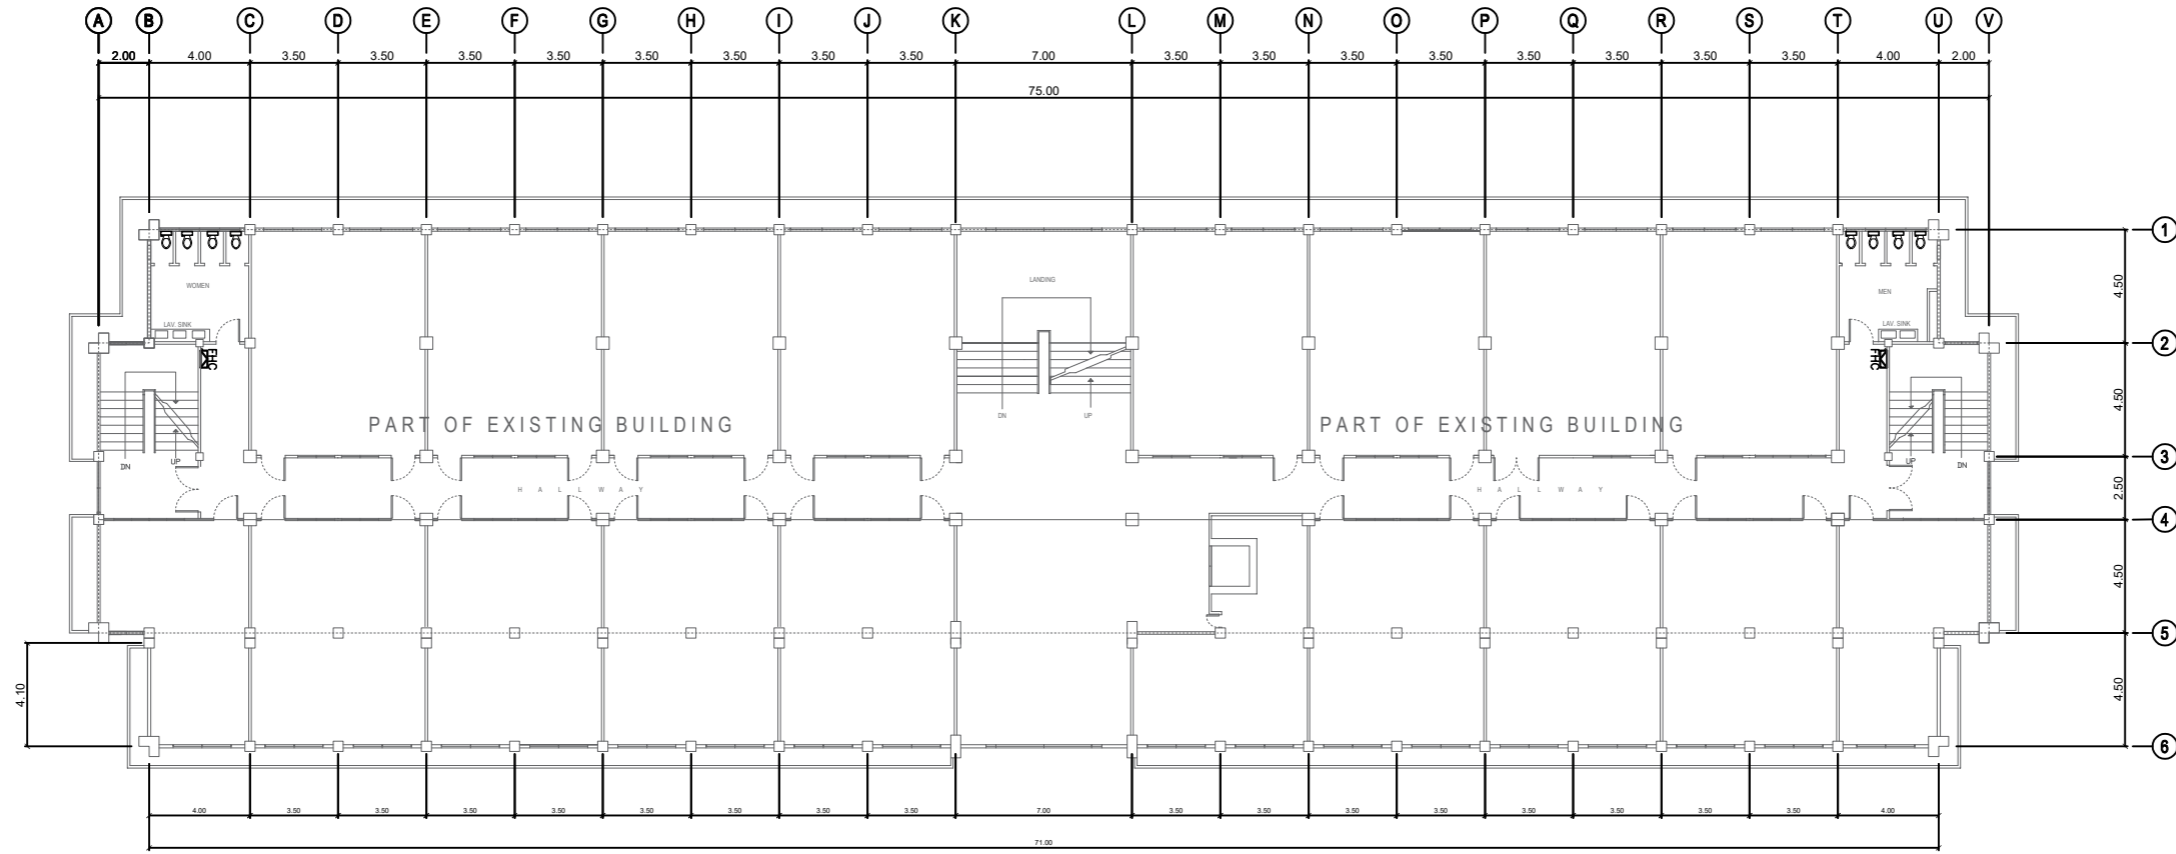 A B C D E F G H I J K L M N O P Q R S T U V
2.00 4.00 3.50 3.50 3.50 3.50 3.50 3.50 3.50 3.50 7.00 3.50 3.50 3.50 3.50 3.50 3.50 3.50 3.50 4.00 2.00
75.00
1
4.50
LANDING
WOMEN
MEN
LAV. SINK
LAV. SINK
2
FHC
FHC
4.50
DN
UP
PART OF EXISTING BUILDING
PART OF EXISTING BUILDING
DN
UP
UP
DN
3
HALLWAY
HALLWAY
2.50
4
4.50
5
4.10
4.50
6
4.00 3.50 3.50 3.50 3.50 3.50 3.50 3.50 3.50 7.00 3.50 3.50 3.50 3.50 3.50 3.50 3.50 3.50 4.00
71.00